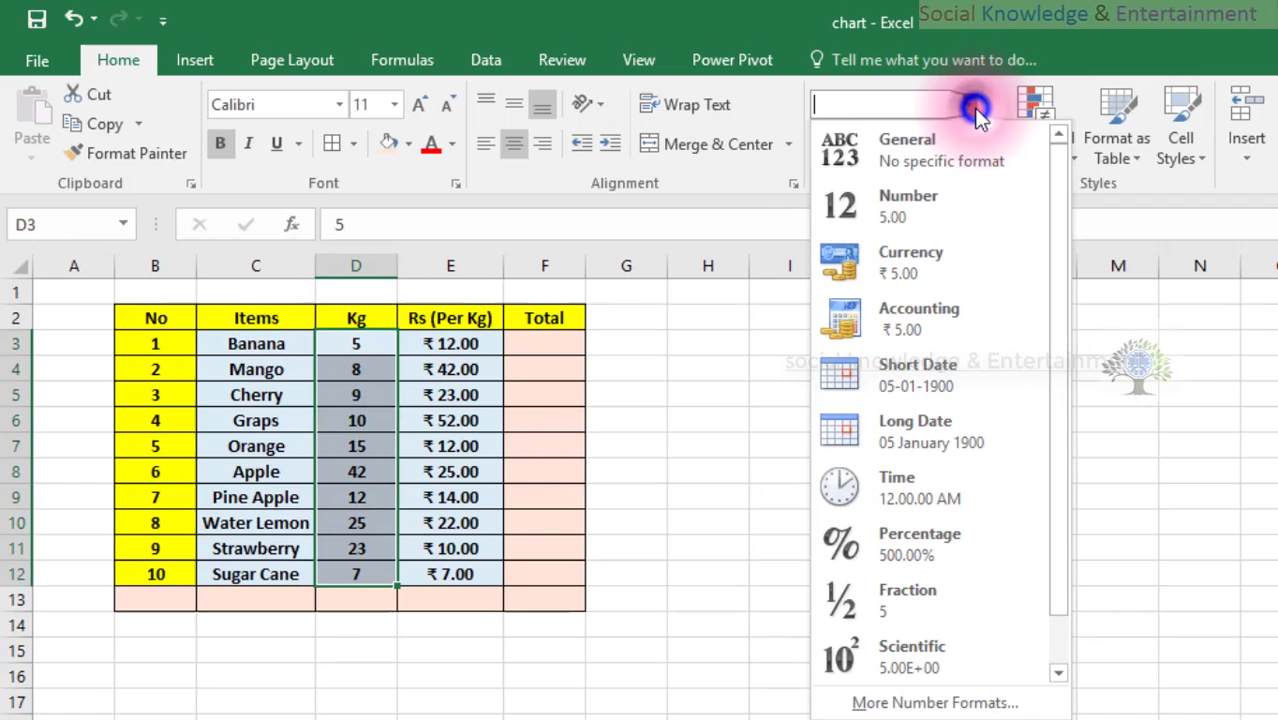 chart - Excel
Social Knowledge & Entertainment
File Home Insert Page Layout Formulas Data Review View Power Pivot Tell me what you want to do...
Cut
Copy
Format Painter
Paste
Clipboard
Calibri 11
B I U
Font
Wrap Text
Merge & Center
Alignment
Format as Table
Cell Styles
Styles
Insert
D3 fx 5
A B C D E F G H I M N
1
2 No Items Kg Rs (Per Kg) Total
3 1 Banana 5 ₹ 12.00
4 2 Mango 8 ₹ 42.00
5 3 Cherry 9 ₹ 23.00
6 4 Graps 10 ₹ 52.00
7 5 Orange 15 ₹ 12.00
8 6 Apple 42 ₹ 25.00
9 7 Pine Apple 12 ₹ 14.00
10 8 Water Lemon 25 ₹ 22.00
11 9 Strawberry 23 ₹ 10.00
12 10 Sugar Cane 7 ₹ 7.00
13
14
15
16
17
ABC 123 General
No specific format
12 Number
5.00
Currency
₹ 5.00
Accounting
₹ 5.00
Short Date
05-01-1900
Long Date
05 January 1900
Time
12.00.00 AM
% Percentage
500.00%
1/2 Fraction
5
10² Scientific
5.00E+00
More Number Formats...
social knowledge & Entertainm